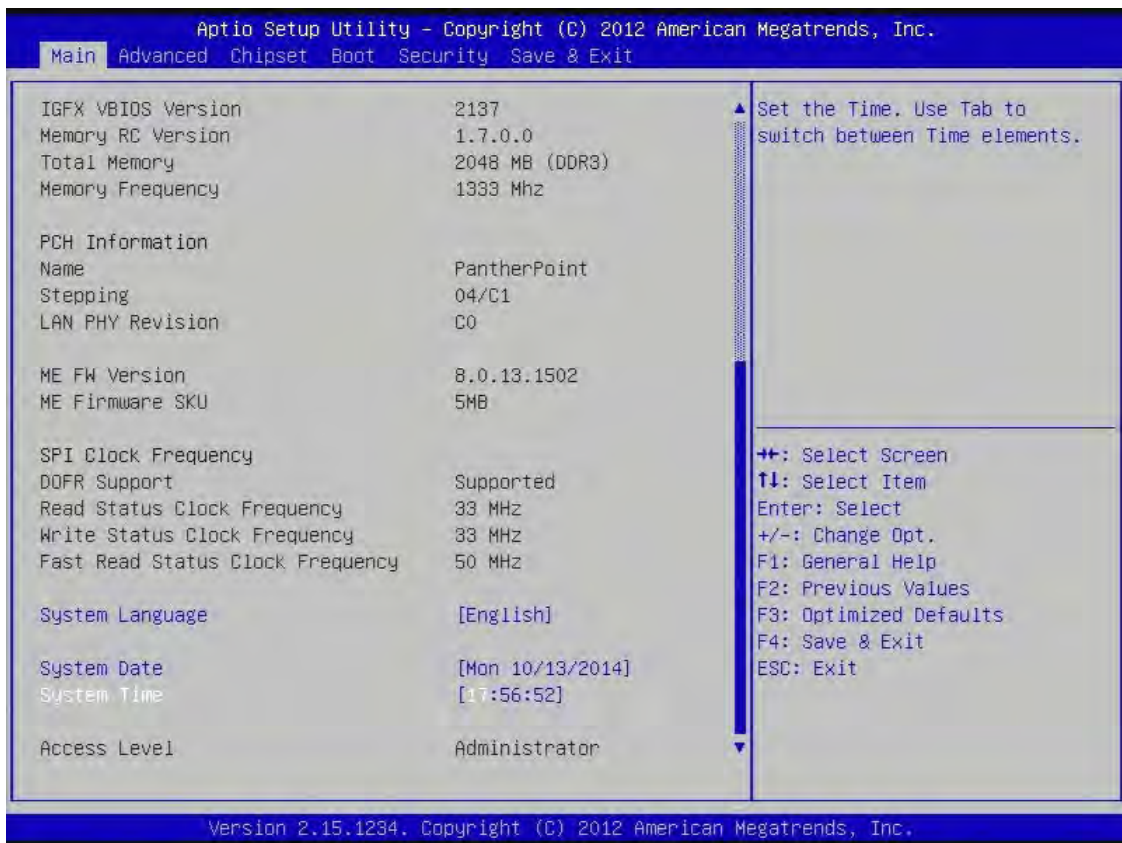 Aptio Setup Utility – Copyright (C) 2012 American Megatrends, Inc.
Main Advanced Chipset Boot Security Save & Exit
IGFX VBIOS Version 2137
Memory RC Version 1.7.0.0
Total Memory 2048 MB (DDR3)
Memory Frequency 1333 Mhz
PCH Information
Name PantherPoint
Stepping 04/C1
LAN PHY Revision C0
ME FW Version 8.0.13.1502
ME Firmware SKU 5MB
SPI Clock Frequency
DOFR Support Supported
Read Status Clock Frequency 33 MHz
Write Status Clock Frequency 33 MHz
Fast Read Status Clock Frequency 50 MHz
System Language [English]
System Date [Mon 10/13/2014]
System Time [17:56:52]
Access Level Administrator
Set the Time. Use Tab to
switch between Time elements.
→←: Select Screen
↑↓: Select Item
Enter: Select
+/-: Change Opt.
F1: General Help
F2: Previous Values
F3: Optimized Defaults
F4: Save & Exit
ESC: Exit
Version 2.15.1234. Copyright (C) 2012 American Megatrends, Inc.